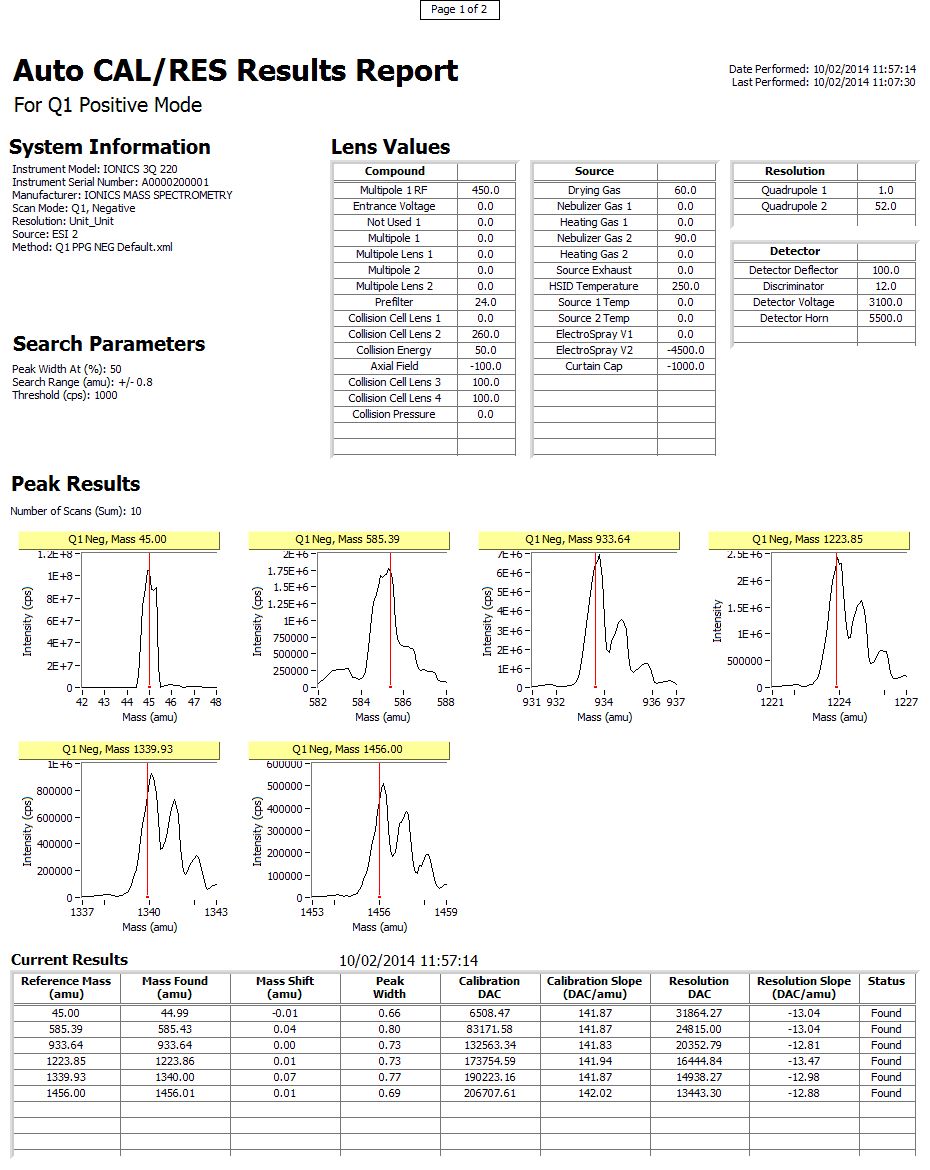 Page 1 of 2
Auto CAL/RES Results Report
For Q1 Positive Mode
Date Performed: 10/02/2014 11:57:14
Last Performed: 10/02/2014 11:07:30
System Information
Instrument Model: IONICS 3Q 220
Instrument Serial Number: A0000200001
Manufacturer: IONICS MASS SPECTROMETRY
Scan Mode: Q1, Negative
Resolution: Unit_Unit
Source: ESI 2
Method: Q1 PPG NEG Default.xml
Search Parameters
Peak Width At (%): 50
Search Range (amu): +/- 0.8
Threshold (cps): 1000
Lens Values
Compound
Multipole 1 RF 450.0
Entrance Voltage 0.0
Not Used 1 0.0
Multipole 1 0.0
Multipole Lens 1 0.0
Multipole 2 0.0
Multipole Lens 2 0.0
Prefilter 24.0
Collision Cell Lens 1 0.0
Collision Cell Lens 2 260.0
Collision Energy 50.0
Axial Field -100.0
Collision Cell Lens 3 100.0
Collision Cell Lens 4 100.0
Collision Pressure 0.0
Source
Drying Gas 60.0
Nebulizer Gas 1 0.0
Heating Gas 1 0.0
Nebulizer Gas 2 90.0
Heating Gas 2 0.0
Source Exhaust 0.0
HSID Temperature 250.0
Source 1 Temp 0.0
Source 2 Temp 0.0
ElectroSpray V1 0.0
ElectroSpray V2 -4500.0
Curtain Cap -1000.0
Resolution
Quadrupole 1 1.0
Quadrupole 2 52.0
Detector
Detector Deflector 100.0
Discriminator 12.0
Detector Voltage 3100.0
Detector Horn 5500.0
Peak Results
Number of Scans (Sum): 10
Q1 Neg, Mass 45.00
Intensity (cps)
1.2E+8
1E+8
8E+7
6E+7
4E+7
2E+7
0
42 43 44 45 46 47 48
Mass (amu)
Q1 Neg, Mass 585.39
Intensity (cps)
2E+6
1.75E+6
1.5E+6
1.25E+6
1E+6
750000
500000
250000
0
582 584 586 588
Mass (amu)
Q1 Neg, Mass 933.64
Intensity (cps)
7E+6
6E+6
5E+6
4E+6
3E+6
2E+6
1E+6
0
931 932 934 936 937
Mass (amu)
Q1 Neg, Mass 1223.85
Intensity
2.5E+6
2E+6
1.5E+6
1E+6
500000
0
1221 1224 1227
Mass (amu)
Q1 Neg, Mass 1339.93
Intensity (cps)
1E+6
800000
600000
400000
200000
0
1337 1340 1343
Mass (amu)
Q1 Neg, Mass 1456.00
Intensity (cps)
600000
500000
400000
300000
200000
100000
0
1453 1456 1459
Mass (amu)
Current Results 10/02/2014 11:57:14
Reference Mass (amu) Mass Found (amu) Mass Shift (amu) Peak Width Calibration DAC Calibration Slope (DAC/amu) Resolution DAC Resolution Slope (DAC/amu) Status
45.00 44.99 -0.01 0.66 6508.47 141.87 31864.27 -13.04 Found
585.39 585.43 0.04 0.80 83171.58 141.87 24815.00 -13.04 Found
933.64 933.64 0.00 0.73 132563.34 141.83 20352.79 -12.81 Found
1223.85 1223.86 0.01 0.73 173754.59 141.94 16444.84 -13.47 Found
1339.93 1340.00 0.07 0.77 190223.16 141.87 14938.27 -12.98 Found
1456.00 1456.01 0.01 0.69 206707.61 142.02 13443.30 -12.88 Found